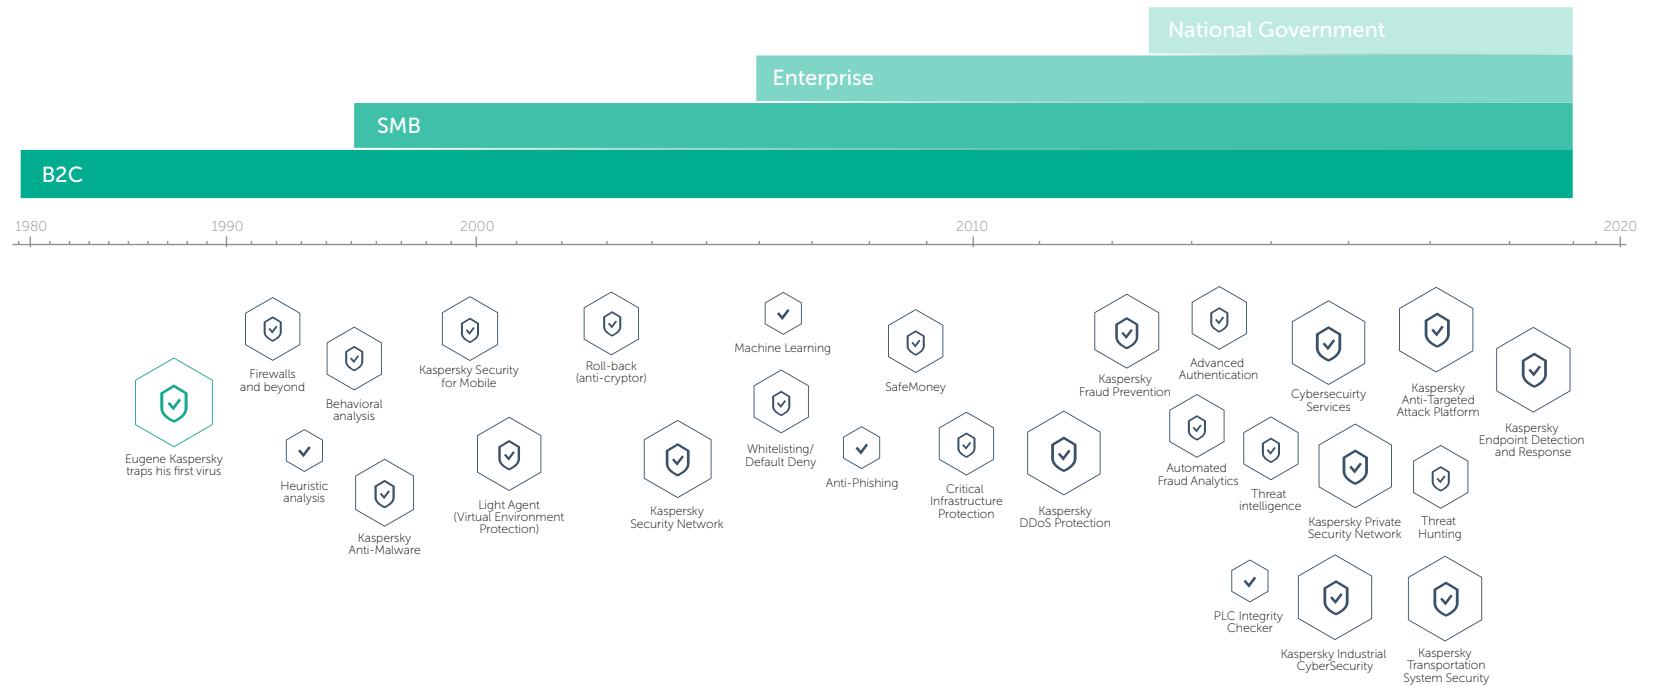 National Government
Enterprise
SMB
B2C
1980
1990
2000
2010
2020
Eugene Kaspersky
traps his first virus
Firewalls
and beyond
Heuristic
analysis
Behavioral
analysis
Kaspersky
Anti-Malware
Kaspersky Security
for Mobile
Light Agent
(Virtual Environment
Protection)
Roll-back
(anti-cryptor)
Kaspersky
Security Network
Machine Learning
Whitelisting/
Default Deny
Anti-Phishing
SafeMoney
Critical
Infrastructure
Protection
Kaspersky
DDoS Protection
Kaspersky
Fraud Prevention
Advanced
Authentication
Automated
Fraud Analytics
Threat
intelligence
PLC Integrity
Checker
Cybersecuirty
Services
Kaspersky Private
Security Network
Kaspersky Industrial
CyberSecurity
Kaspersky
Anti-Targeted
Attack Platform
Threat
Hunting
Kaspersky
Transportation
System Security
Kaspersky
Endpoint Detection
and Response